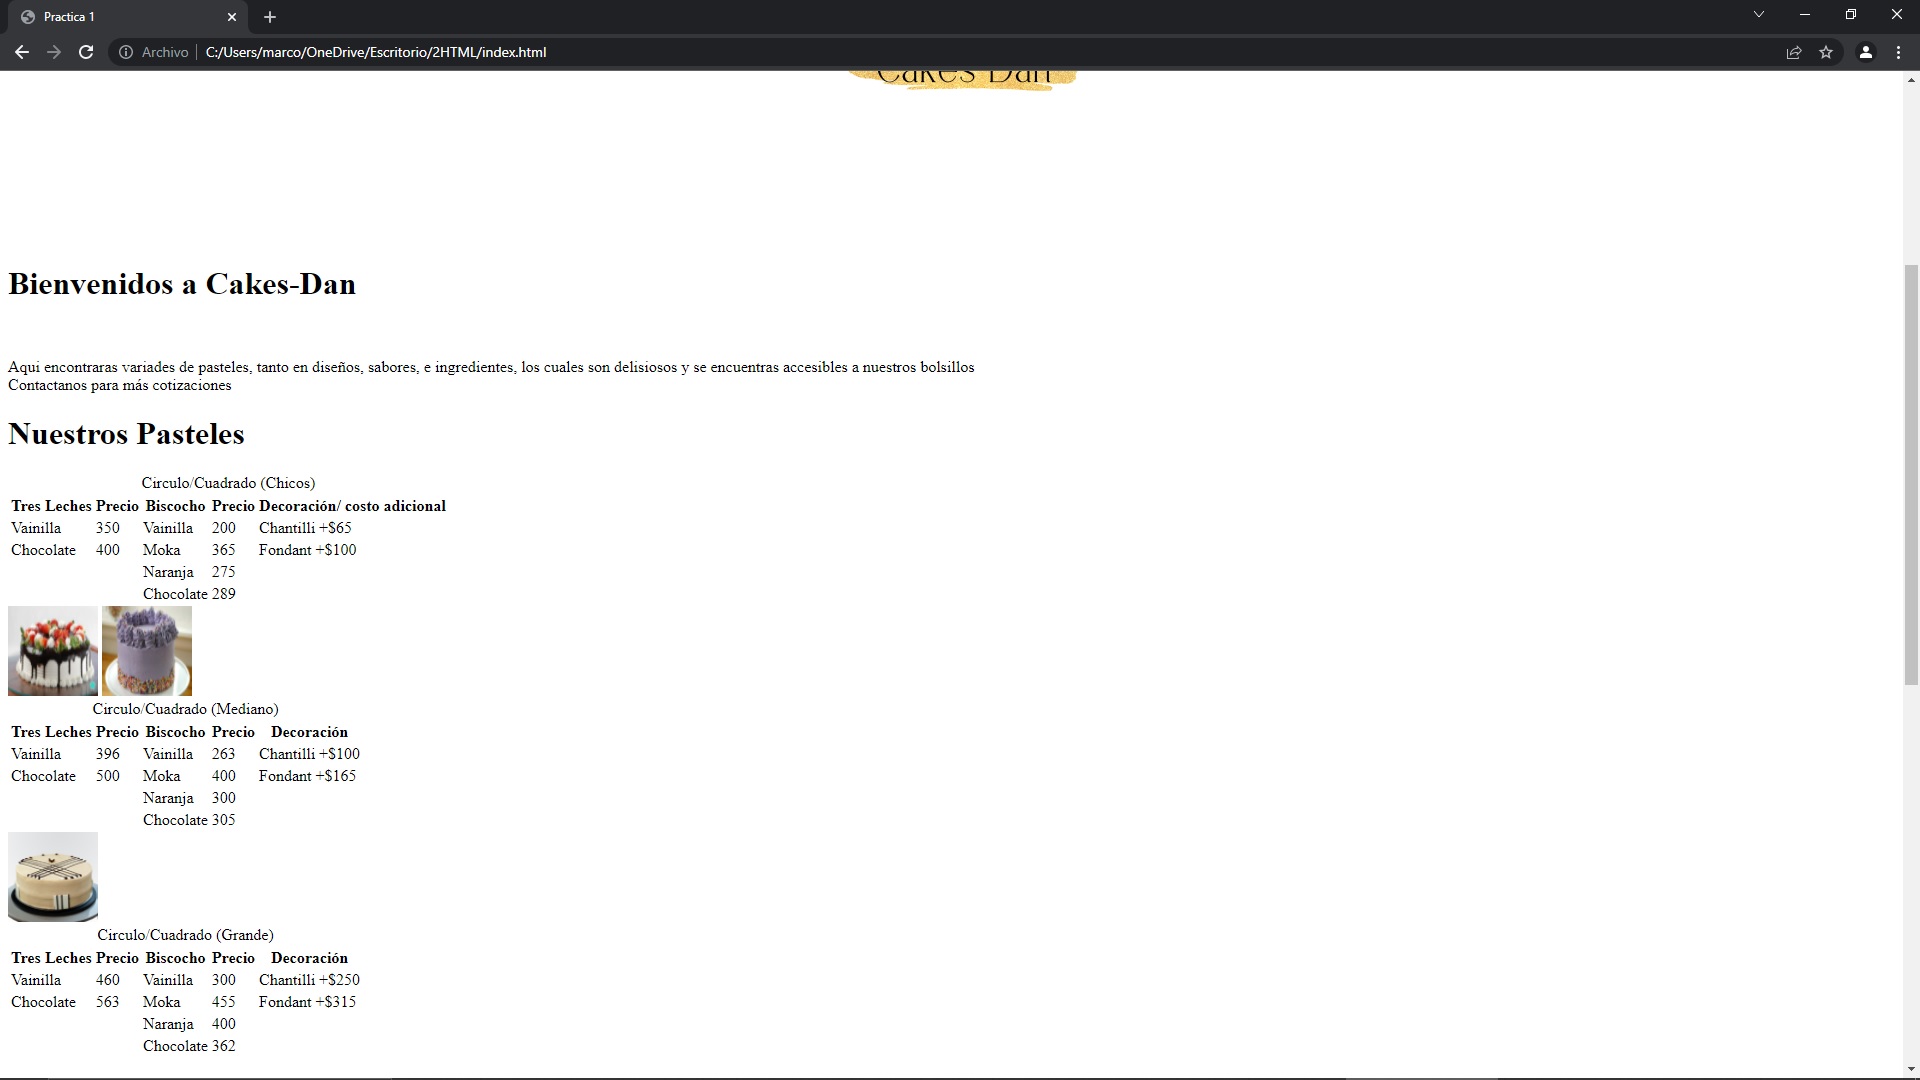 Practica 1
Archivo C:/Users/marco/OneDrive/Escritorio/2HTML/index.html
Cakes Dan
Bienvenidos a Cakes-Dan
Aqui encontraras variades de pasteles, tanto en diseños, sabores, e ingredientes, los cuales son delisiosos y se encuentras accesibles a nuestros bolsillos
Contactanos para más cotizaciones
Nuestros Pasteles
Circulo/Cuadrado (Chicos)
Tres Leches Precio Biscocho Precio Decoración/ costo adicional
Vainilla 350 Vainilla 200 Chantilli +$65
Chocolate 400 Moka 365 Fondant +$100
Naranja 275
Chocolate 289
Circulo/Cuadrado (Mediano)
Tres Leches Precio Biscocho Precio Decoración
Vainilla 396 Vainilla 263 Chantilli +$100
Chocolate 500 Moka 400 Fondant +$165
Naranja 300
Chocolate 305
Circulo/Cuadrado (Grande)
Tres Leches Precio Biscocho Precio Decoración
Vainilla 460 Vainilla 300 Chantilli +$250
Chocolate 563 Moka 455 Fondant +$315
Naranja 400
Chocolate 362